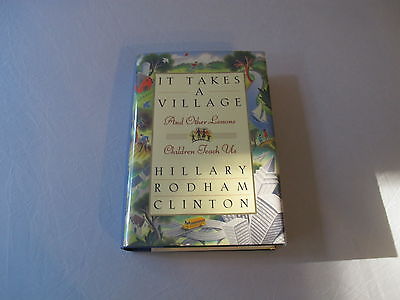 IT TAKES
A
VILLAGE
And Other Lessons
Children Teach Us
HILLARY
RODHAM
CLINTON